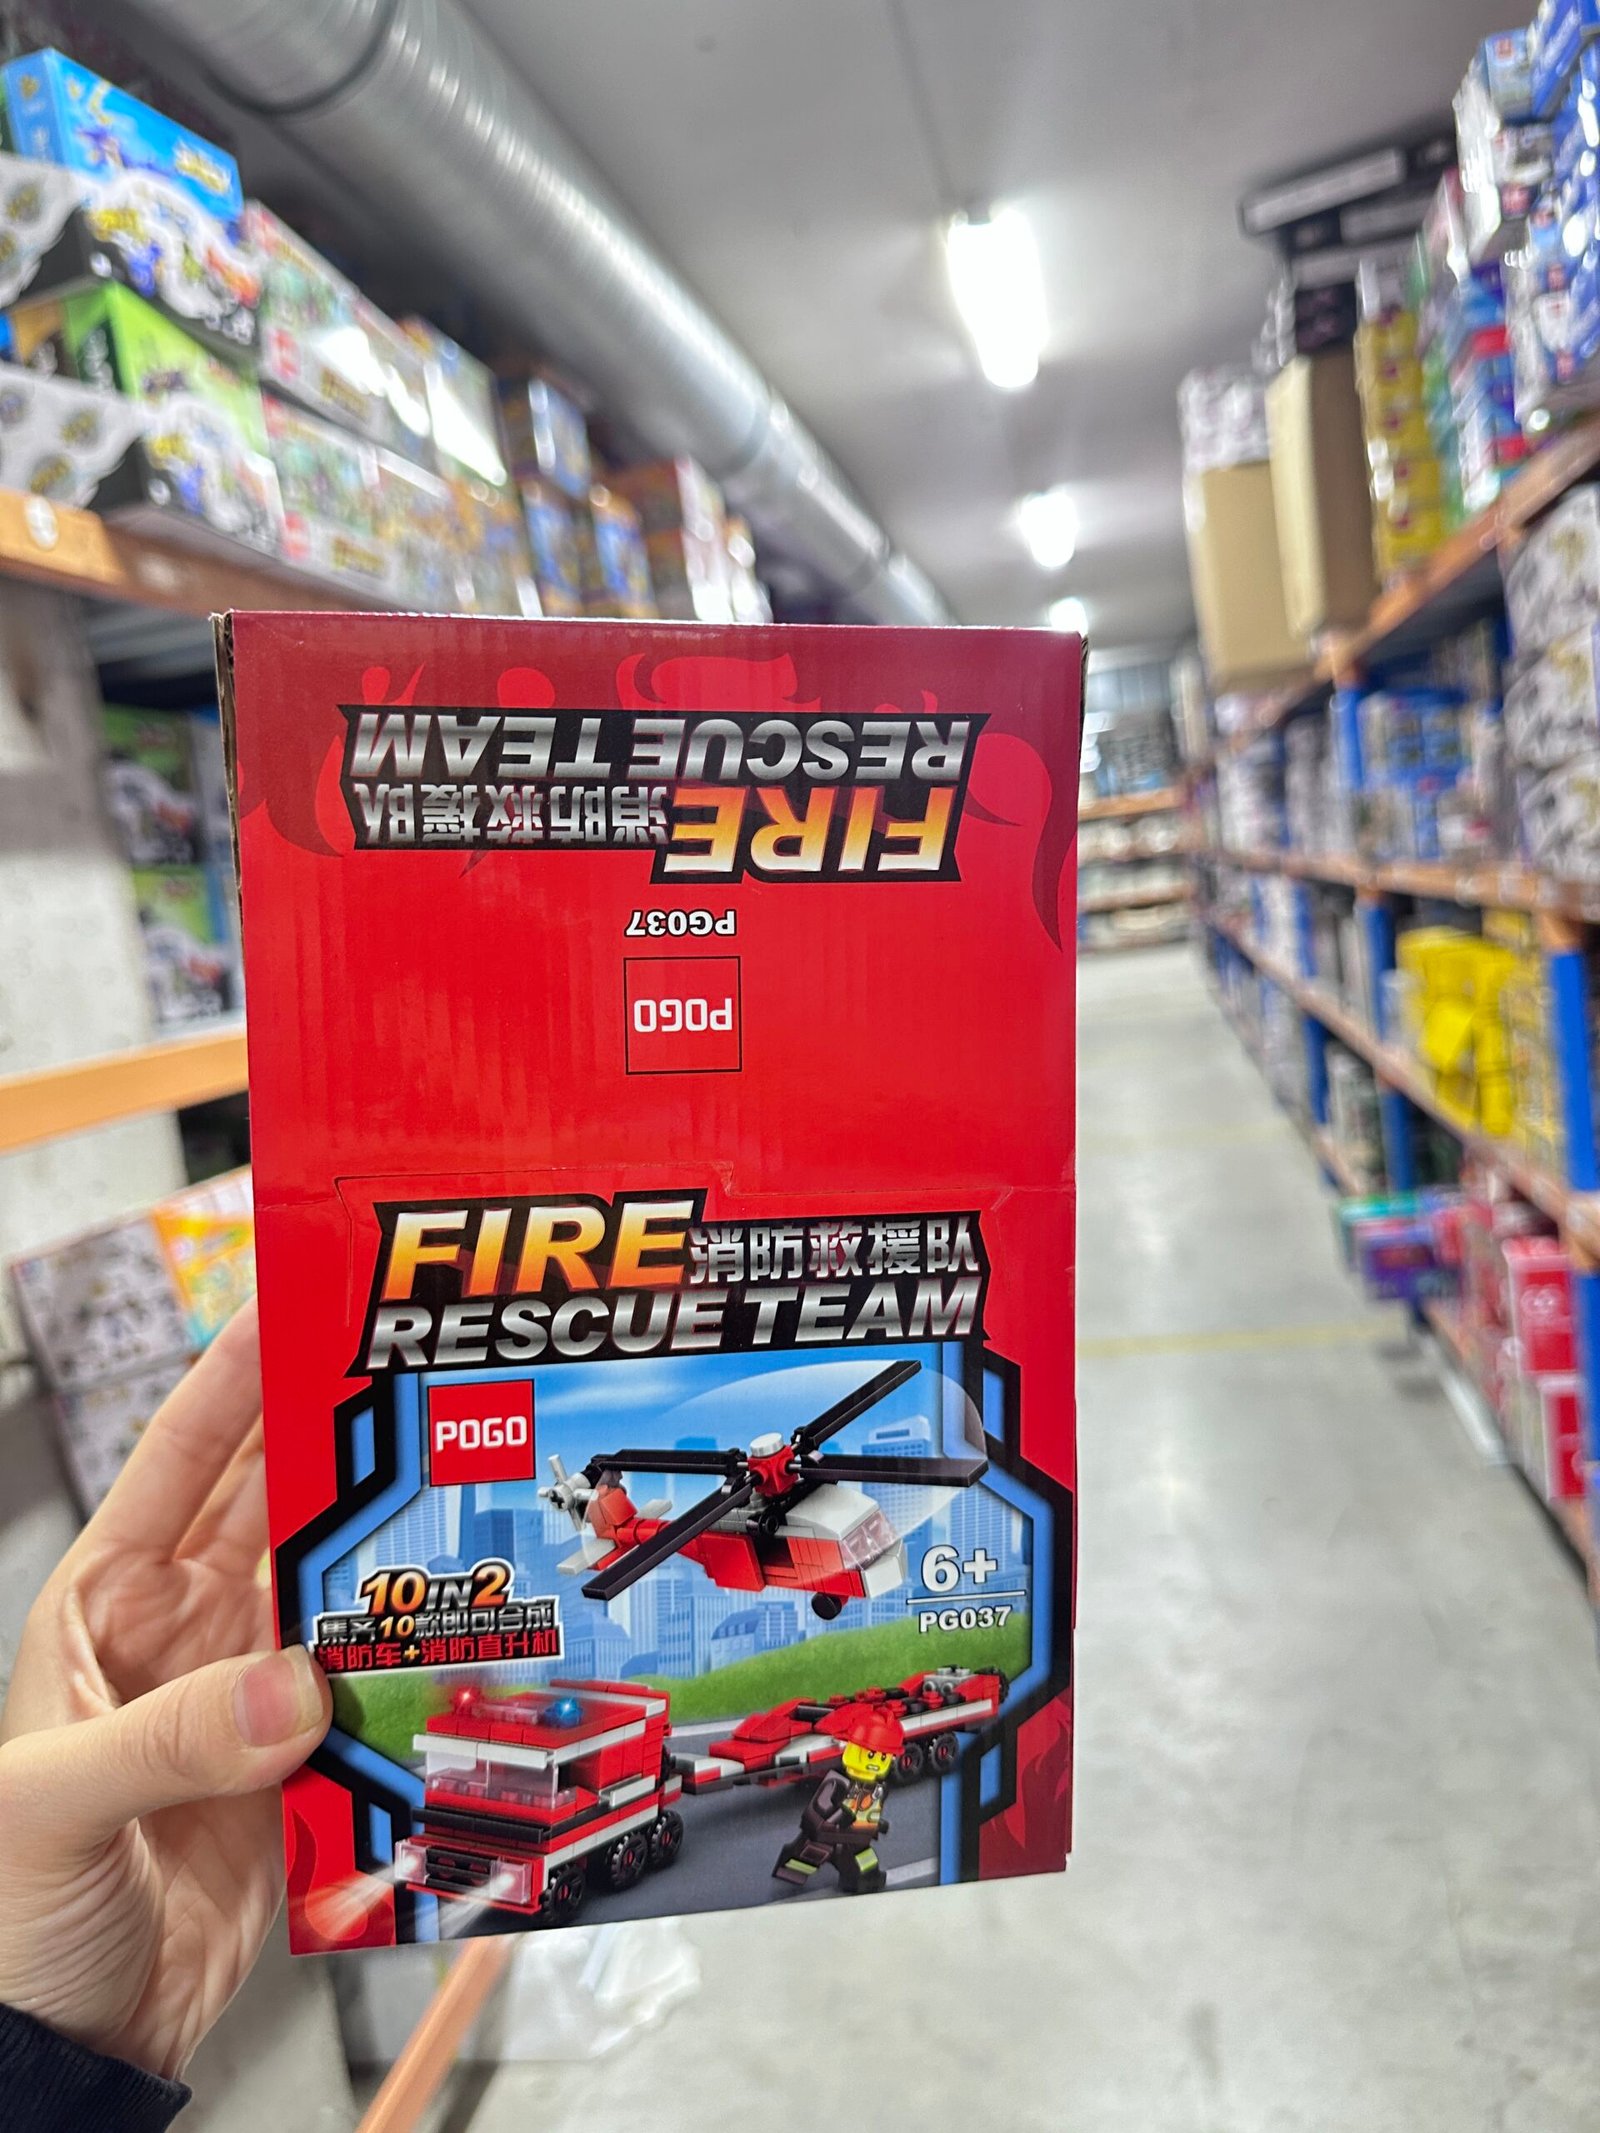 RESCUE TEAM
FIRE 消防救援队
PG037
POGO
FIRE 消防救援队
RESCUE TEAM
POGO
10 IN 2
集齐10款即可合成
消防车+消防直升机
6+
PG037